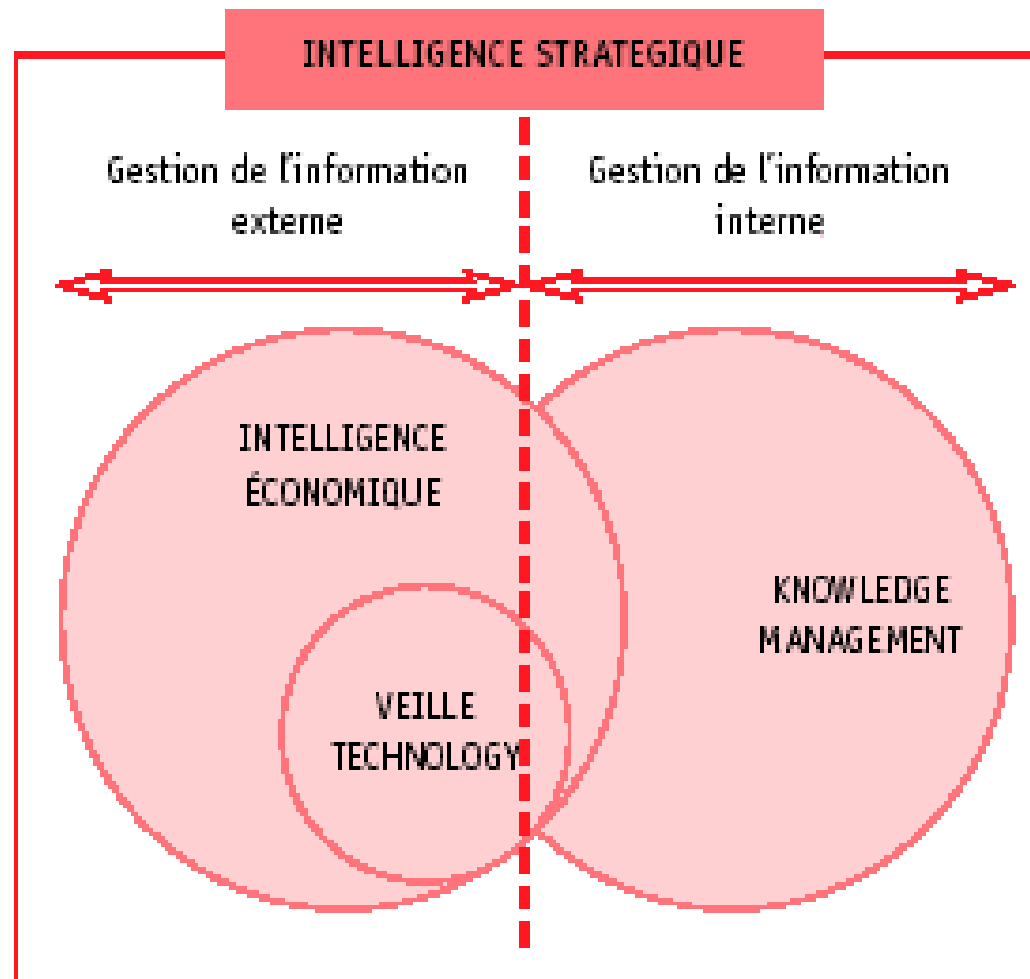 INTELLIGENCE STRATEGIQUE
Gestion de l'information
externe
Gestion de l'information
interne
INTELLIGENCE
ÉCONOMIQUE
KNOWLEDGE
MANAGEMENT
VEILLE
TECHNOLOGY